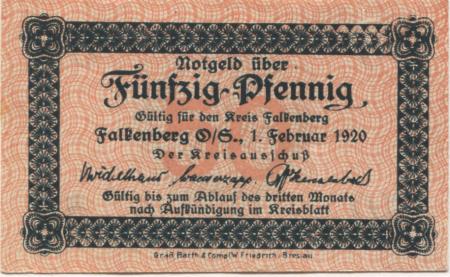 Notgeld über
Fünfzig-Pfennig
Gültig für den Kreis Falkenberg
Falkenberg O/S., 1. Februar 1920
Der Kreisausschuß
Gültig bis zum Ablauf des dritten Monats
nach Aufkündigung im Kreisblatt
Graß Barth & Comp (W. Friedrich) Breslau